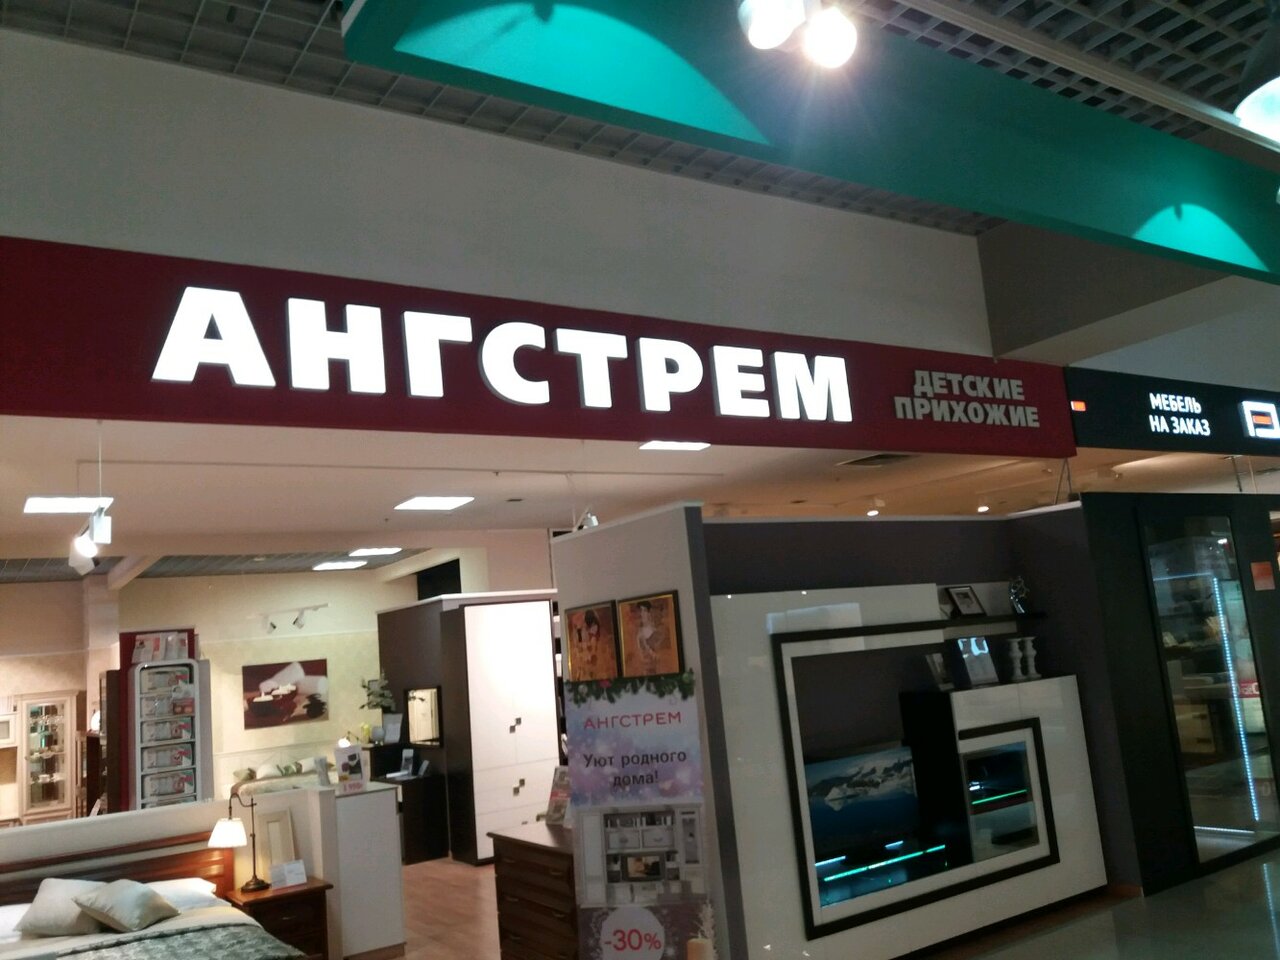 АНГСТРЕМ
ДЕТСКИЕ
ПРИХОЖИЕ
МЕБЕЛЬ
НА ЗАКАЗ
АНГСТРЕМ
Уют родного
дома!
-30%